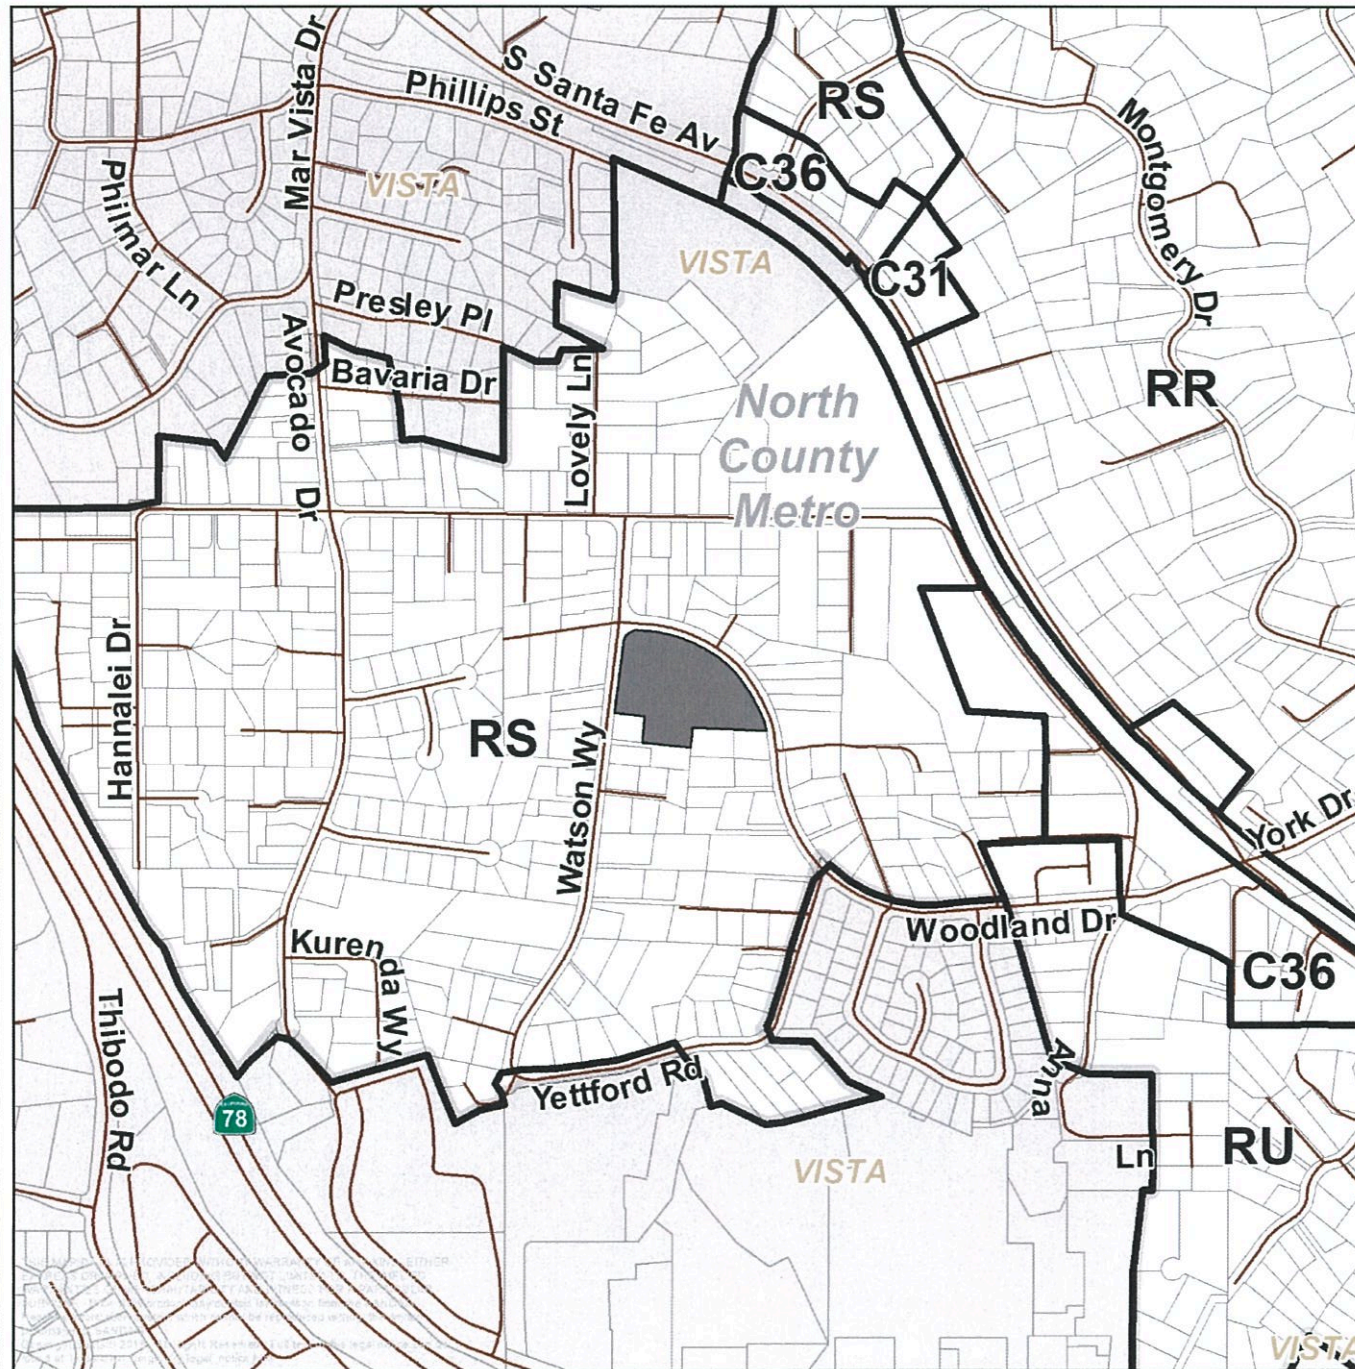 S Santa Fe Av
Mar Vista Dr
Phillips St
RS
Montgomery Dr
C36
Philmar Ln
VISTA
VISTA
C31
Presley Pl
Avocado Dr
Bavaria Dr
Lovely Ln
RR
North
County
Metro
Hannalei Dr
RS
Watson Wy
York Dr
Woodland Dr
Kurenda Wy
C36
Thibodo Rd
Yettford Rd
Anna Ln
78
RU
VISTA
VISTA